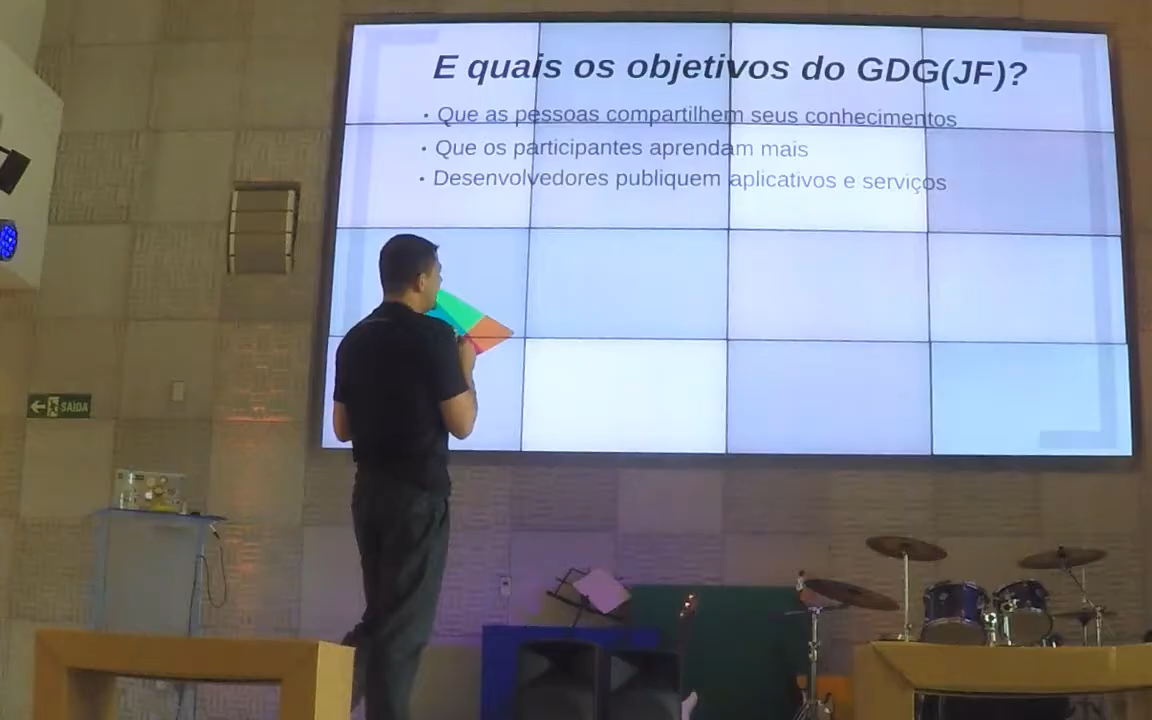 E quais os objetivos do GDG(JF)?
• Que as pessoas compartilhem seus conhecimentos
• Que os participantes aprendam mais
• Desenvolvedores publiquem aplicativos e serviços
SAÍDA